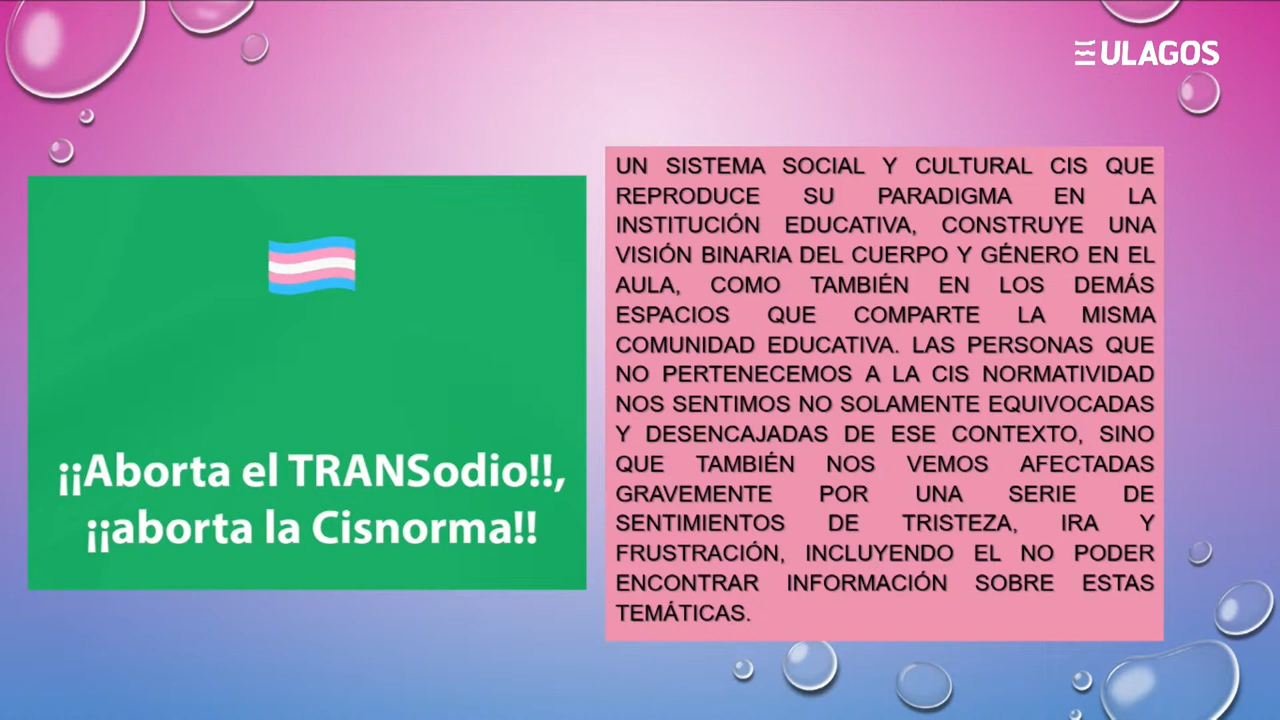 ULAGOS
¡¡Aborta el TRANSodio!!,
¡¡aborta la Cisnorma!!
UN SISTEMA SOCIAL Y CULTURAL CIS QUE
REPRODUCE SU PARADIGMA EN LA
INSTITUCIÓN EDUCATIVA, CONSTRUYE UNA
VISIÓN BINARIA DEL CUERPO Y GÉNERO EN EL
AULA, COMO TAMBIÉN EN LOS DEMÁS
ESPACIOS QUE COMPARTE LA MISMA
COMUNIDAD EDUCATIVA. LAS PERSONAS QUE
NO PERTENECEMOS A LA CIS NORMATIVIDAD
NOS SENTIMOS NO SOLAMENTE EQUIVOCADAS
Y DESENCAJADAS DE ESE CONTEXTO, SINO
QUE TAMBIÉN NOS VEMOS AFECTADAS
GRAVEMENTE POR UNA SERIE DE
SENTIMIENTOS DE TRISTEZA, IRA Y
FRUSTRACIÓN, INCLUYENDO EL NO PODER
ENCONTRAR INFORMACIÓN SOBRE ESTAS
TEMÁTICAS.